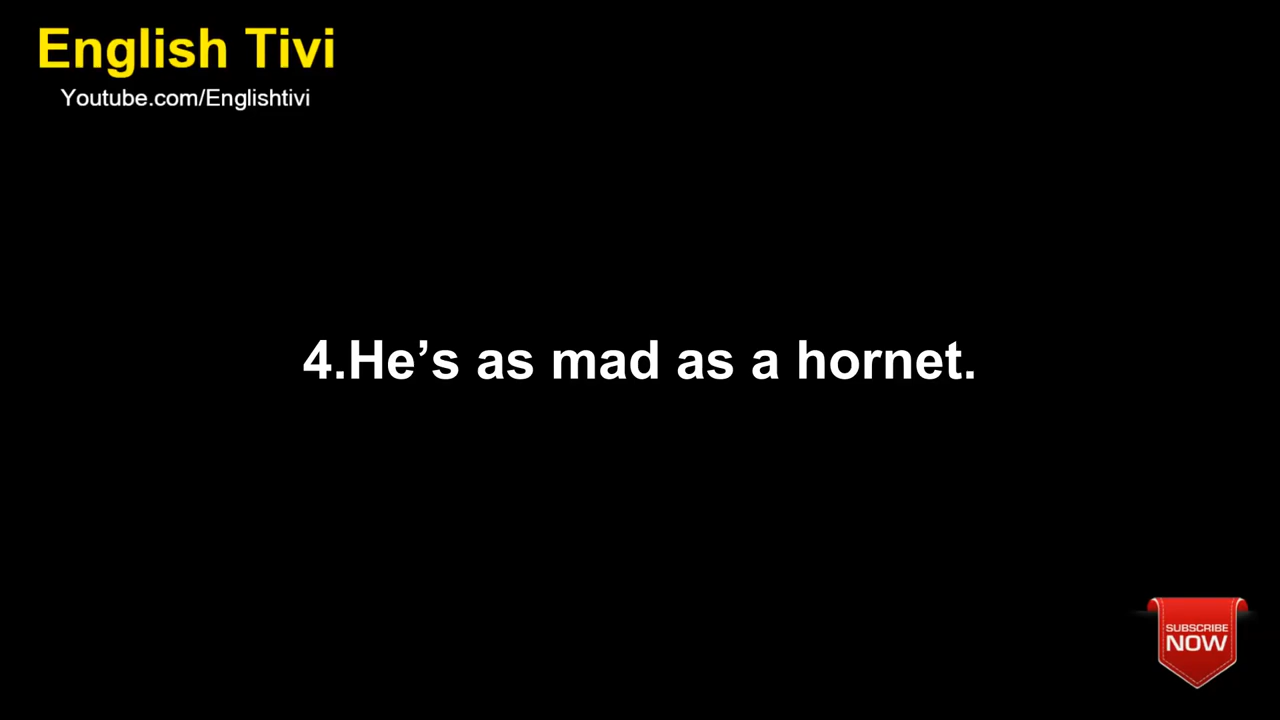 English Tivi
Youtube.com/Englishtivi
4.He’s as mad as a hornet.
SUBSCRIBE
NOW